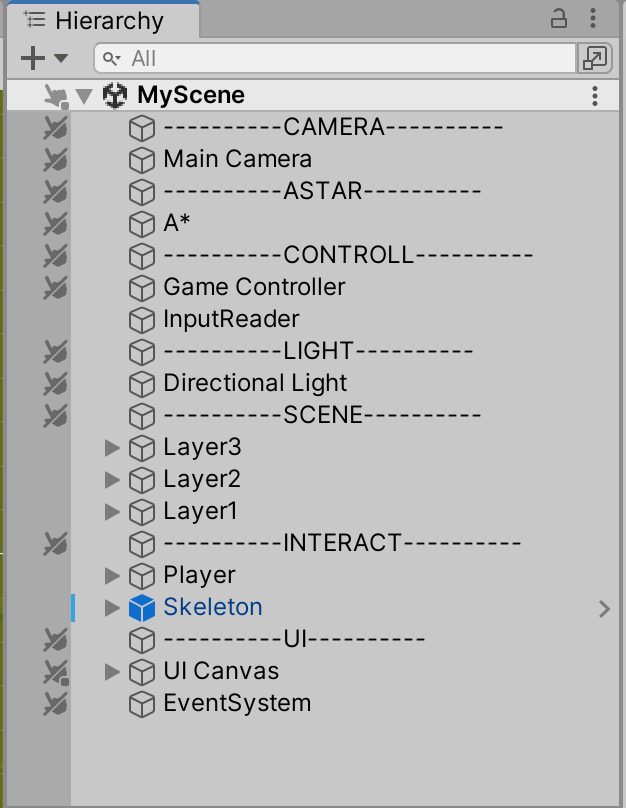 Hierarchy
All
MyScene
----------CAMERA----------
Main Camera
----------ASTAR----------
A*
----------CONTROLL----------
Game Controller
InputReader
----------LIGHT----------
Directional Light
----------SCENE----------
Layer3
Layer2
Layer1
----------INTERACT----------
Player
Skeleton
----------UI----------
UI Canvas
EventSystem